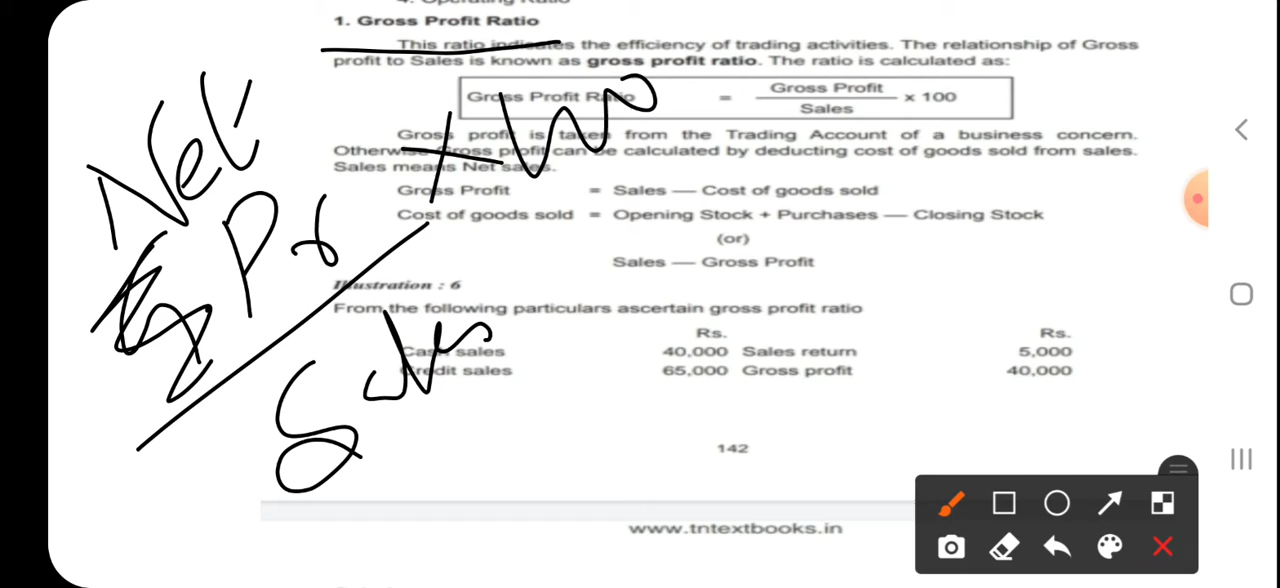 1. Gross Profit Ratio
This ratio indicates the efficiency of trading activities. The relationship of Gross
profit to Sales is known as gross profit ratio. The ratio is calculated as:
Gross Profit Ratio = Gross Profit / Sales x 100
Gross profit is taken from the Trading Account of a business concern.
Otherwise Gross profit can be calculated by deducting cost of goods sold from sales.
Sales means Net sales.
Gross Profit = Sales — Cost of goods sold
Cost of goods sold = Opening Stock + Purchases — Closing Stock
(or)
Sales — Gross Profit
Illustration : 6
From the following particulars ascertain gross profit ratio
Rs. Rs.
Cash sales 40,000 Sales return 5,000
Credit sales 65,000 Gross profit 40,000
142
www.tntextbooks.in
Net
Pr
Sales